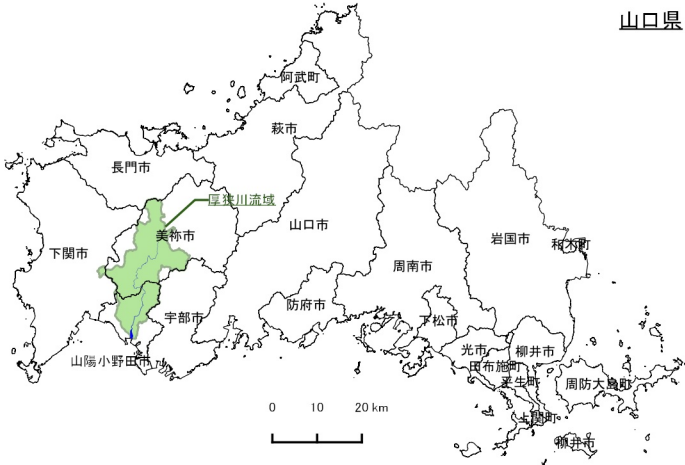 山口県
阿武町
萩市
長門市
厚狭川流域
美祢市
山口市
岩国市
和木町
下関市
周南市
防府市
宇部市
下松市
山陽小野田市
光市
柳井市
田布施町
平生町
周防大島町
上関町
柳井市
0 10 20 km